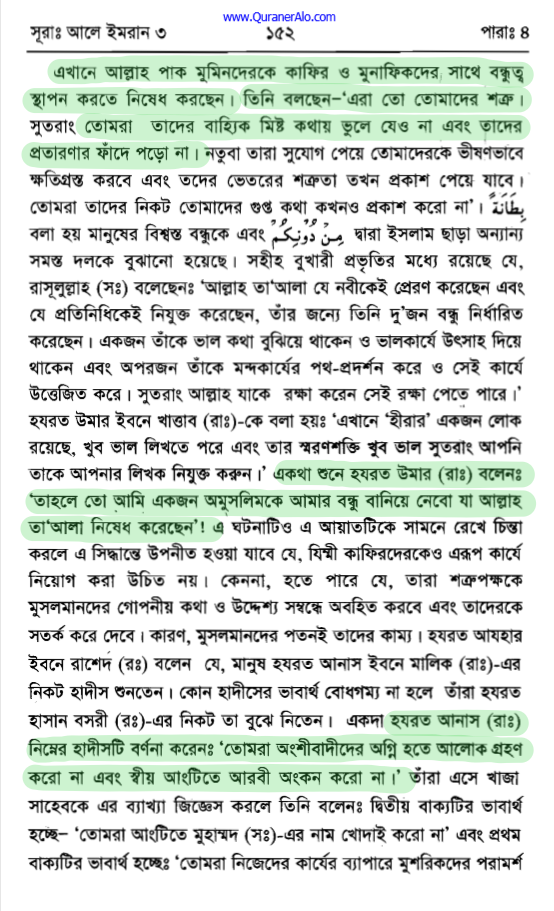 www.QuranerAlo.com
সূরাঃ আলে ইমরান ৩ ১৫২ পারাঃ ৪
এখানে আল্লাহ পাক মুমিনদেরকে কাফির ও মুনাফিকদের সাথে বন্ধুত্ব
স্থাপন করতে নিষেধ করছেন। তিনি বলছেন–‘এরা তো তোমাদের শত্রু।
সুতরাং তোমরা তাদের বাহ্যিক মিষ্ট কথায় ভুলে যেও না এবং তাদের
প্রতারণার ফাঁদে পড়ো না। নতুবা তারা সুযোগ পেয়ে তোমাদেরকে ভীষণভাবে
ক্ষতিগ্রস্ত করবে এবং তদের ভেতরের শত্রুতা তখন প্রকাশ পেয়ে যাবে।
তোমরা তাদের নিকট তোমাদের গুপ্ত কথা কখনও প্রকাশ করো না’। بِطَانَةً
বলা হয় মানুষের বিশ্বস্ত বন্ধুকে এবং مِنْ دُوْنِكُمْ দ্বারা ইসলাম ছাড়া অন্যান্য
সমস্ত দলকে বুঝানো হয়েছে। সহীহ বুখারী প্রভৃতির মধ্যে রয়েছে যে,
রাসূলুল্লাহ (সঃ) বলেছেনঃ ‘আল্লাহ তা‘আলা যে নবীকেই প্রেরণ করেছেন এবং
যে প্রতিনিধিকেই নিযুক্ত করেছেন, তাঁর জন্যে তিনি দু’জন বন্ধু নির্ধারিত
করেছেন। একজন তাঁকে ভাল কথা বুঝিয়ে থাকেন ও ভালকার্যে উৎসাহ দিয়ে
থাকেন এবং অপরজন তাঁকে মন্দকার্যের পথ-প্রদর্শন করে ও সেই কার্যে
উত্তেজিত করে। সুতরাং আল্লাহ যাকে রক্ষা করেন সেই রক্ষা পেতে পারে।’
হযরত উমার ইবনে খাত্তাব (রাঃ)-কে বলা হয়ঃ ‘এখানে ‘হীরার’ একজন লোক
রয়েছে, খুব ভাল লিখতে পরে এবং তার স্মরণশক্তি খুব ভাল সুতরাং আপনি
তাকে আপনার লিখক নিযুক্ত করুন।’ একথা শুনে হযরত উমার (রাঃ) বলেনঃ
‘তাহলে তো আমি একজন অমুসলিমকে আমার বন্ধু বানিয়ে নেবো যা আল্লাহ
তা‘আলা নিষেধ করেছেন’! এ ঘটনাটিও এ আয়াতটিকে সামনে রেখে চিন্তা
করলে এ সিদ্ধান্তে উপনীত হওয়া যাবে যে, যিম্মী কাফিরদেরকেও এরূপ কার্যে
নিয়োগ করা উচিত নয়। কেননা, হতে পারে যে, তারা শত্রুপক্ষকে
মুসলমানদের গোপনীয় কথা ও উদ্দেশ্য সম্বন্ধে অবহিত করবে এবং তাদেরকে
সতর্ক করে দেবে। কারণ, মুসলমানদের পতনই তাদের কাম্য। হযরত আযহার
ইবনে রাশেদ (রঃ) বলেন যে, মানুষ হযরত আনাস ইবনে মালিক (রাঃ)-এর
নিকট হাদীস শুনতেন। কোন হাদীসের ভাবার্থ বোধগম্য না হলে তাঁরা হযরত
হাসান বসরী (রঃ)-এর নিকট তা বুঝে নিতেন। একদা হযরত আনাস (রাঃ)
নিম্নের হাদীসটি বর্ণনা করেনঃ ‘তোমরা অংশীবাদীদের অগ্নি হতে আলোক গ্রহণ
করো না এবং স্বীয় আংটিতে আরবী অংকন করো না।’ তাঁরা এসে খাজা
সাহেবকে এর ব্যাখ্যা জিজ্ঞেস করলে তিনি বলেনঃ দ্বিতীয় বাক্যটির ভাবার্থ
হচ্ছে– ‘তোমরা আংটিতে মুহাম্মদ (সঃ)-এর নাম খোদাই করো না’ এবং প্রথম
বাক্যটির ভাবার্থ হচ্ছেঃ ‘তোমরা নিজেদের কার্যের ব্যাপারে মুশরিকদের পরামর্শ